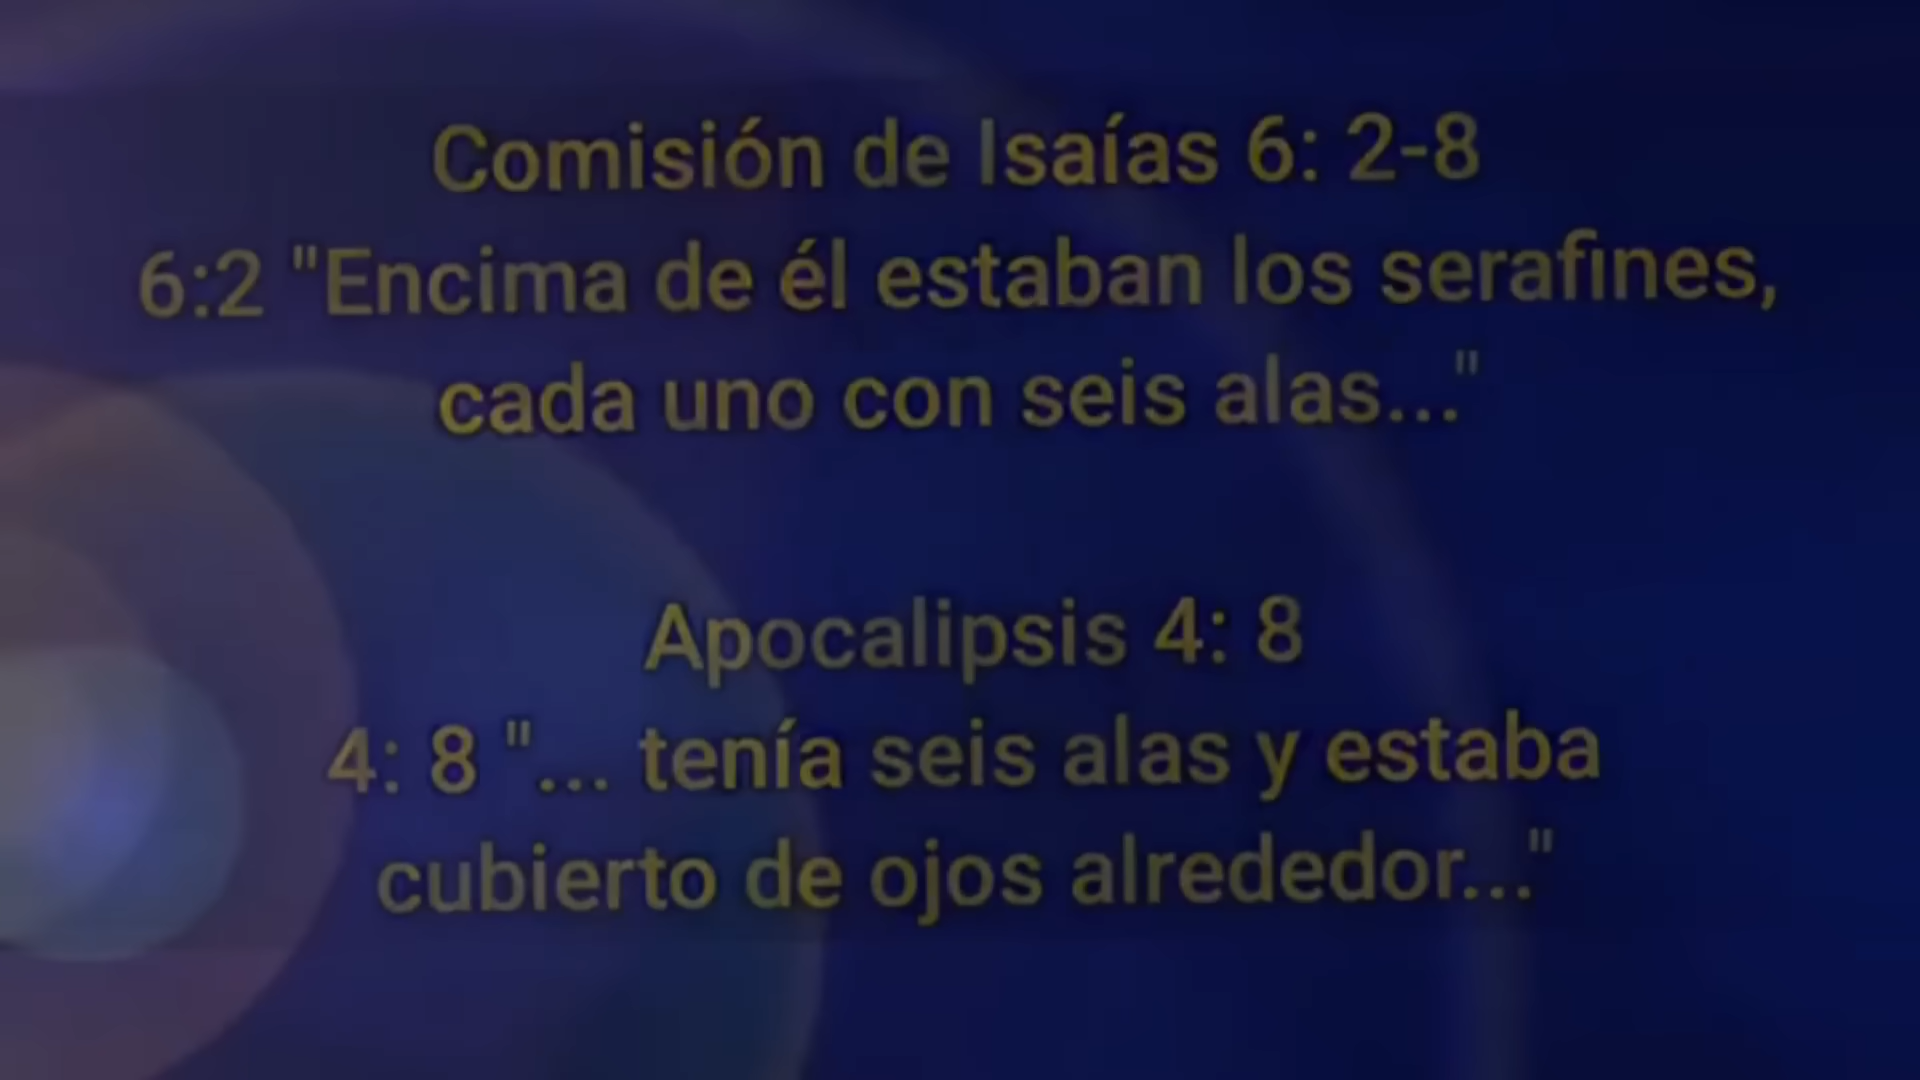 Comisión de Isaías 6: 2-8
6:2 "Encima de él estaban los serafines,
cada uno con seis alas..."
Apocalipsis 4: 8
4: 8 "... tenía seis alas y estaba
cubierto de ojos alrededor..."